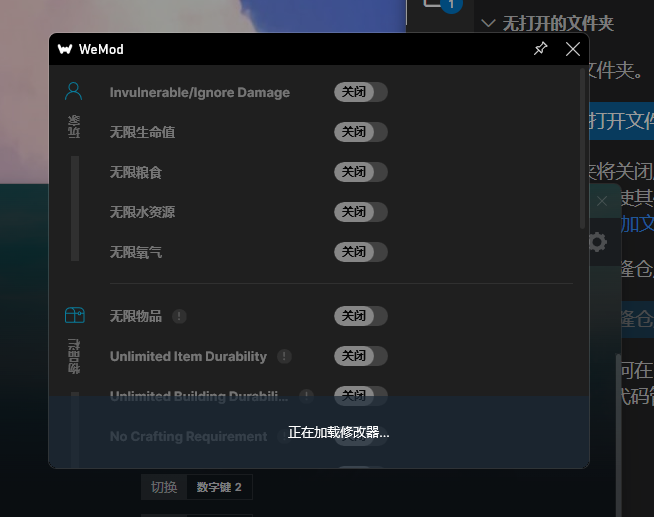 无打开的文件夹
WeMod
文件夹。
玩家
Invulnerable/Ignore Damage
关闭
打开文件
无限生命值
关闭
无限粮食
关闭
夹将关闭
使其
无限水资源
关闭
加文
无限氧气
关闭
隆仓
物品栏
无限物品
关闭
隆仓
Unlimited Item Durability
关闭
何在
Unlimited Building Durabili...
关闭
代码管
No Crafting Requirement
正在加载修改器...
切换
数字键 2